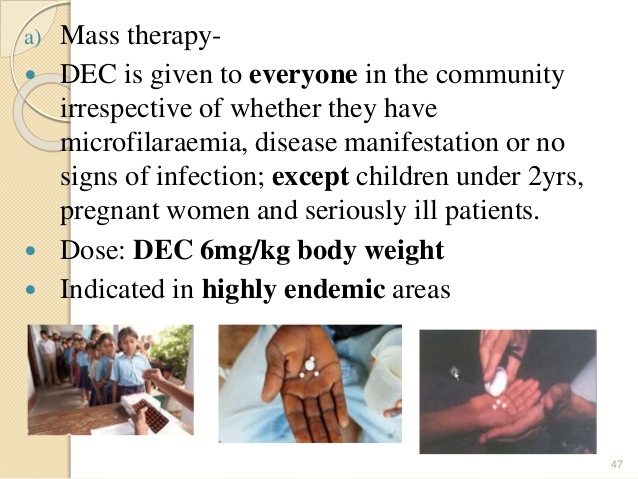 a) Mass therapy-
• DEC is given to everyone in the community
irrespective of whether they have
microfilaraemia, disease manifestation or no
signs of infection; except children under 2yrs,
pregnant women and seriously ill patients.
• Dose: DEC 6mg/kg body weight
• Indicated in highly endemic areas
47